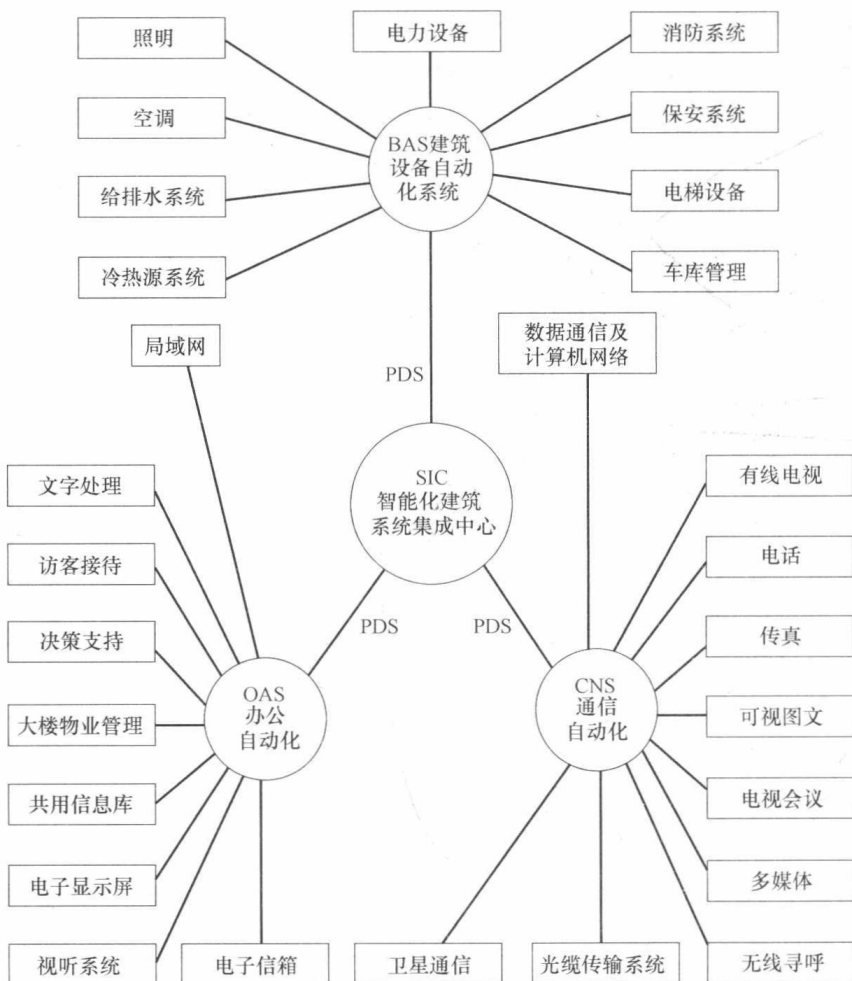 照明
电力设备
消防系统
空调
保安系统
BAS建筑
设备自动
化系统
给排水系统
电梯设备
冷热源系统
车库管理
局域网
数据通信及
计算机网络
PDS
SIC
智能化建筑
系统集成中心
文字处理
有线电视
访客接待
电话
PDS
PDS
决策支持
传真
OAS
办公
自动化
CNS
通信
自动化
大楼物业管理
可视图文
共用信息库
电视会议
电子显示屏
多媒体
视听系统
电子信箱
卫星通信
光缆传输系统
无线寻呼